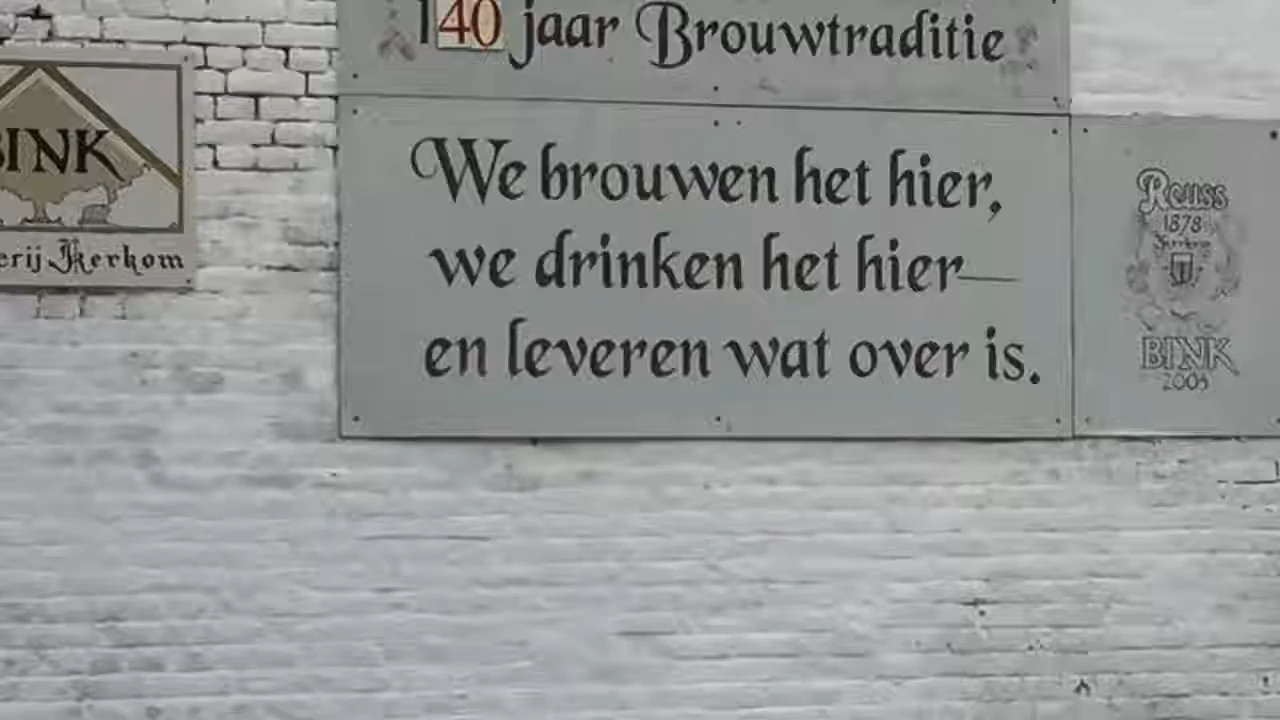 140 jaar Brouwtraditie
BINK
erij Kerkom
We brouwen het hier,
we drinken het hier—
en leveren wat over is.
Reuss
1878
BINK
2003